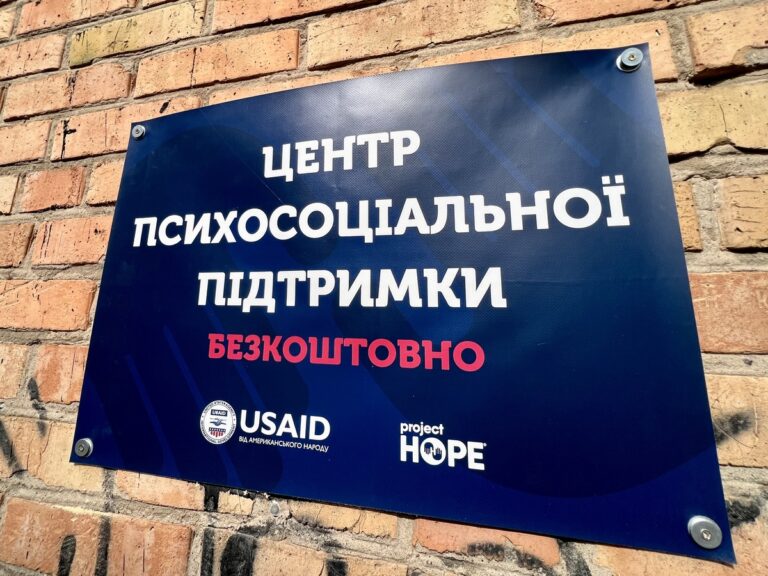 ЦЕНТР
ПСИХОСОЦІАЛЬНОЇ
ПІДТРИМКИ
БЕЗКОШТОВНО
USAID
ВІД АМЕРИКАНСЬКОГО НАРОДУ
project
HOPE